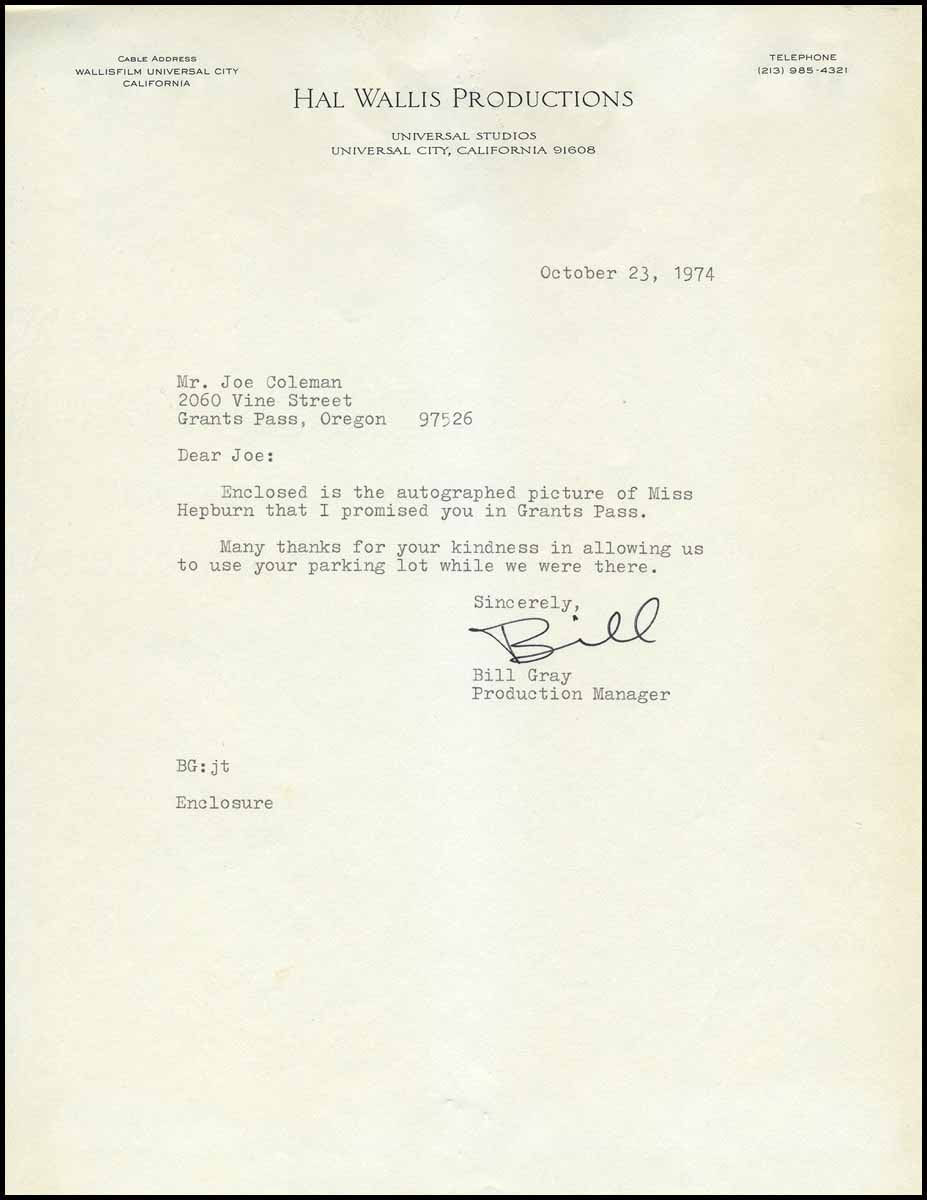 CABLE ADDRESS
WALLISFILM UNIVERSAL CITY
CALIFORNIA
TELEPHONE
(213) 985-4321
HAL WALLIS PRODUCTIONS
UNIVERSAL STUDIOS
UNIVERSAL CITY, CALIFORNIA 91608
October 23, 1974
Mr. Joe Coleman
2060 Vine Street
Grants Pass, Oregon 97526
Dear Joe:
Enclosed is the autographed picture of Miss
Hepburn that I promised you in Grants Pass.
Many thanks for your kindness in allowing us
to use your parking lot while we were there.
Sincerely,
Bill
Bill Gray
Production Manager
BG:jt
Enclosure